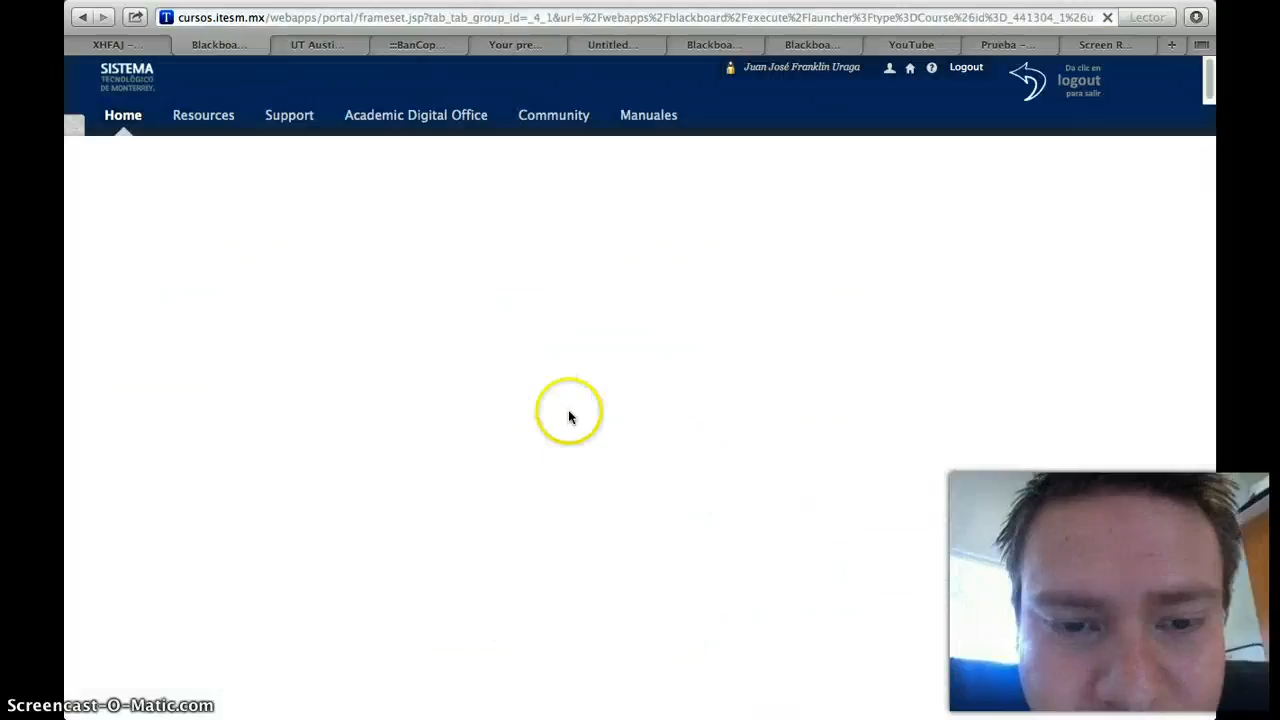 cursos.itesm.mx/webapps/portal/frameset.jsp?tab_tab_group_id=_4_1&url=%2Fwebapps%2Fblackboard%2Fexecute%2Flauncher%3Ftype%3DCourse%26id%3D_441304_1%26u
Lector
XHFAJ –...
Blackboa...
UT Austi...
:::BanCop...
Your pre...
Untitled...
Blackboa...
Blackboa...
YouTube
Prueba –...
Screen R...
SISTEMA
TECNOLÓGICO
DE MONTERREY.
Juan José Franklin Uraga
Logout
Da clic en
logout
para salir
Home Resources Support Academic Digital Office Community Manuales
Screencast-O-Matic.com